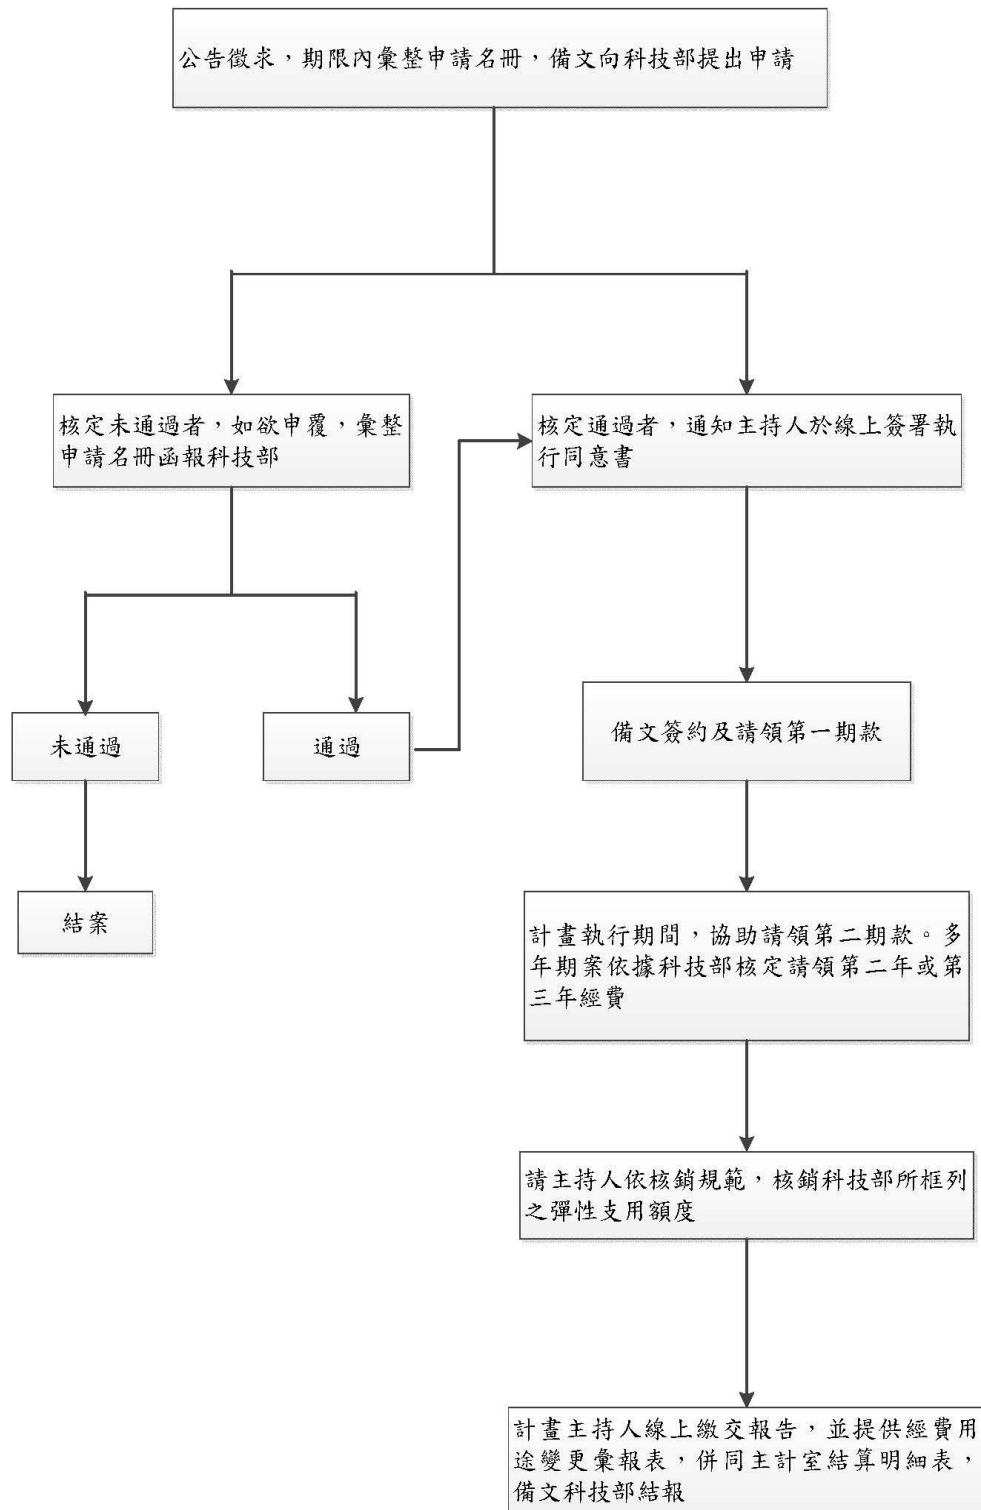 公告徵求，期限內彙整申請名冊，備文向科技部提出申請
核定未通過者，如欲申覆，彙整
申請名冊函報科技部
核定通過者，通知主持人於線上簽署執
行同意書
未通過
通過
備文簽約及請領第一期款
結案
計畫執行期間，協助請領第二期款。多
年期案依據科技部核定請領第二年或第
三年經費
請主持人依核銷規範，核銷科技部所框列
之彈性支用額度
計畫主持人線上繳交報告，並提供經費用
途變更彙報表，併同主計室結算明細表，
備文科技部結報